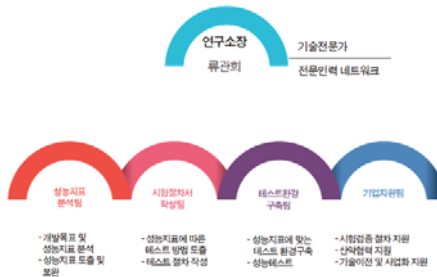 연구소장
류관희
기술전문가
전문인력 네트워크
성능지표
분석팀
시험절차서
작성팀
테스트환경
구축팀
기업지원팀
- 개발목표 및
성능지표 분석
- 성능지표 도출 및
보완
- 성능지표에 따른
테스트 방법 도출
- 테스트 절차 작성
- 성능지표에 맞는
테스트 환경구축
- 성능테스트
- 시험검증 절차 지원
- 산학협력 지원
- 기술이전 및 사업화 지원